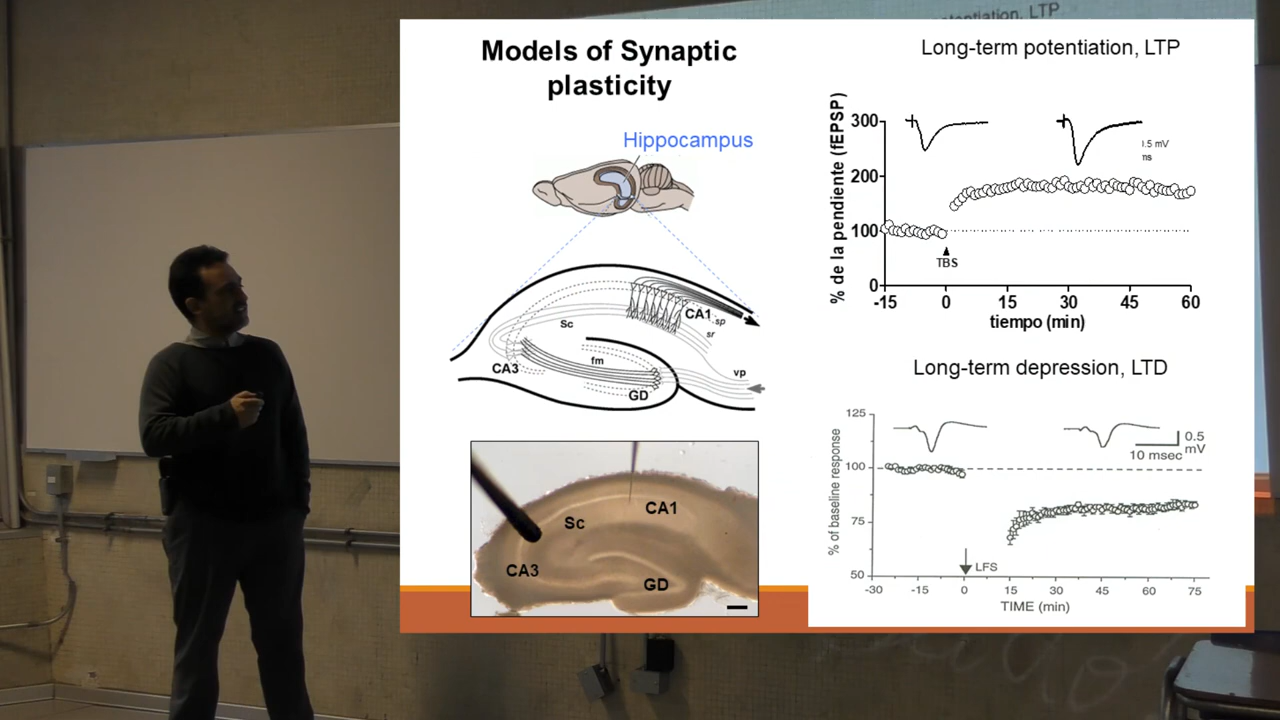 Models of Synaptic
plasticity
Hippocampus
CA1
sp
sr
Sc
fm
CA3
GD
vp
CA1
Sc
CA3
GD
potentiation, LTP
Long-term potentiation, LTP
% de la pendiente (fEPSP)
300
200
100
0
.5 mV
ms
TBS
-15 0 15 30 45 60
tiempo (min)
Long-term depression, LTD
% of baseline response
125
100
75
50
0.5
mV
10 msec
LFS
-30 -15 0 15 30 45 60 75
TIME (min)